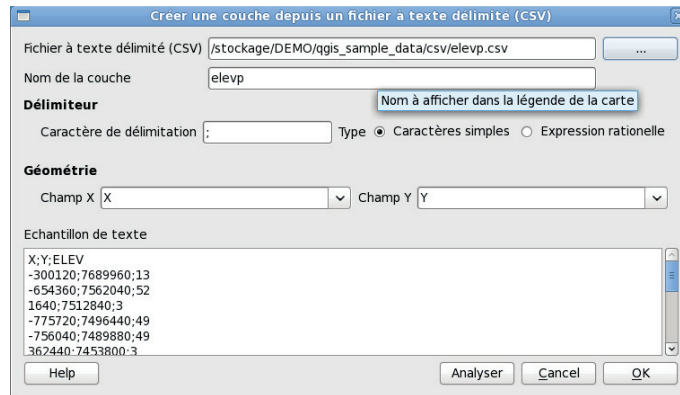 Créer une couche depuis un fichier à texte délimité (CSV)
Fichier à texte délimité (CSV) /stockage/DEMO/qgis_sample_data/csv/elevp.csv ...
Nom de la couche elevp
Nom à afficher dans la légende de la carte
Délimiteur
Caractère de délimitation ; Type Caractères simples Expression rationelle
Géométrie
Champ X X Champ Y Y
Echantillon de texte
X;Y;ELEV
-300120;7689960;13
-654360;7562040;52
1640;7512840;3
-775720;7496440;49
-756040;7489880;49
362440;7453800;3
Help Analyser Cancel OK